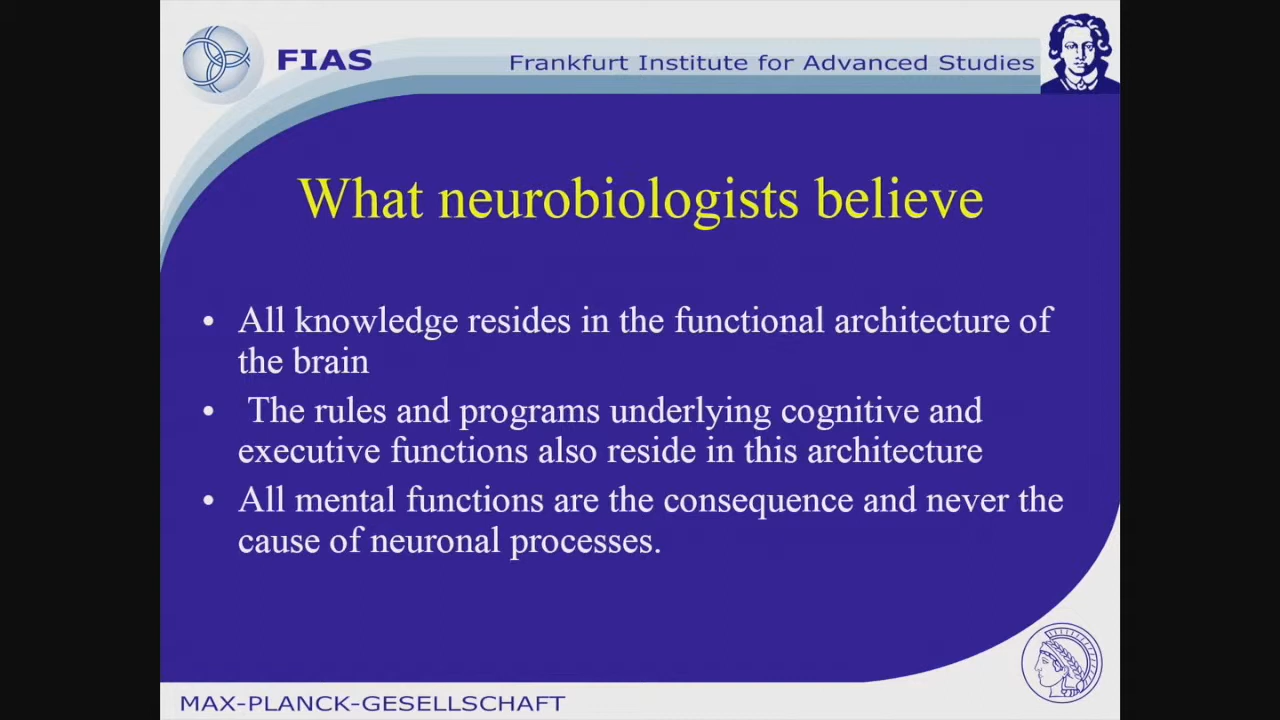 FIAS
Frankfurt Institute for Advanced Studies
What neurobiologists believe
• All knowledge resides in the functional architecture of
the brain
• The rules and programs underlying cognitive and
executive functions also reside in this architecture
• All mental functions are the consequence and never the
cause of neuronal processes.
MAX-PLANCK-GESELLSCHAFT